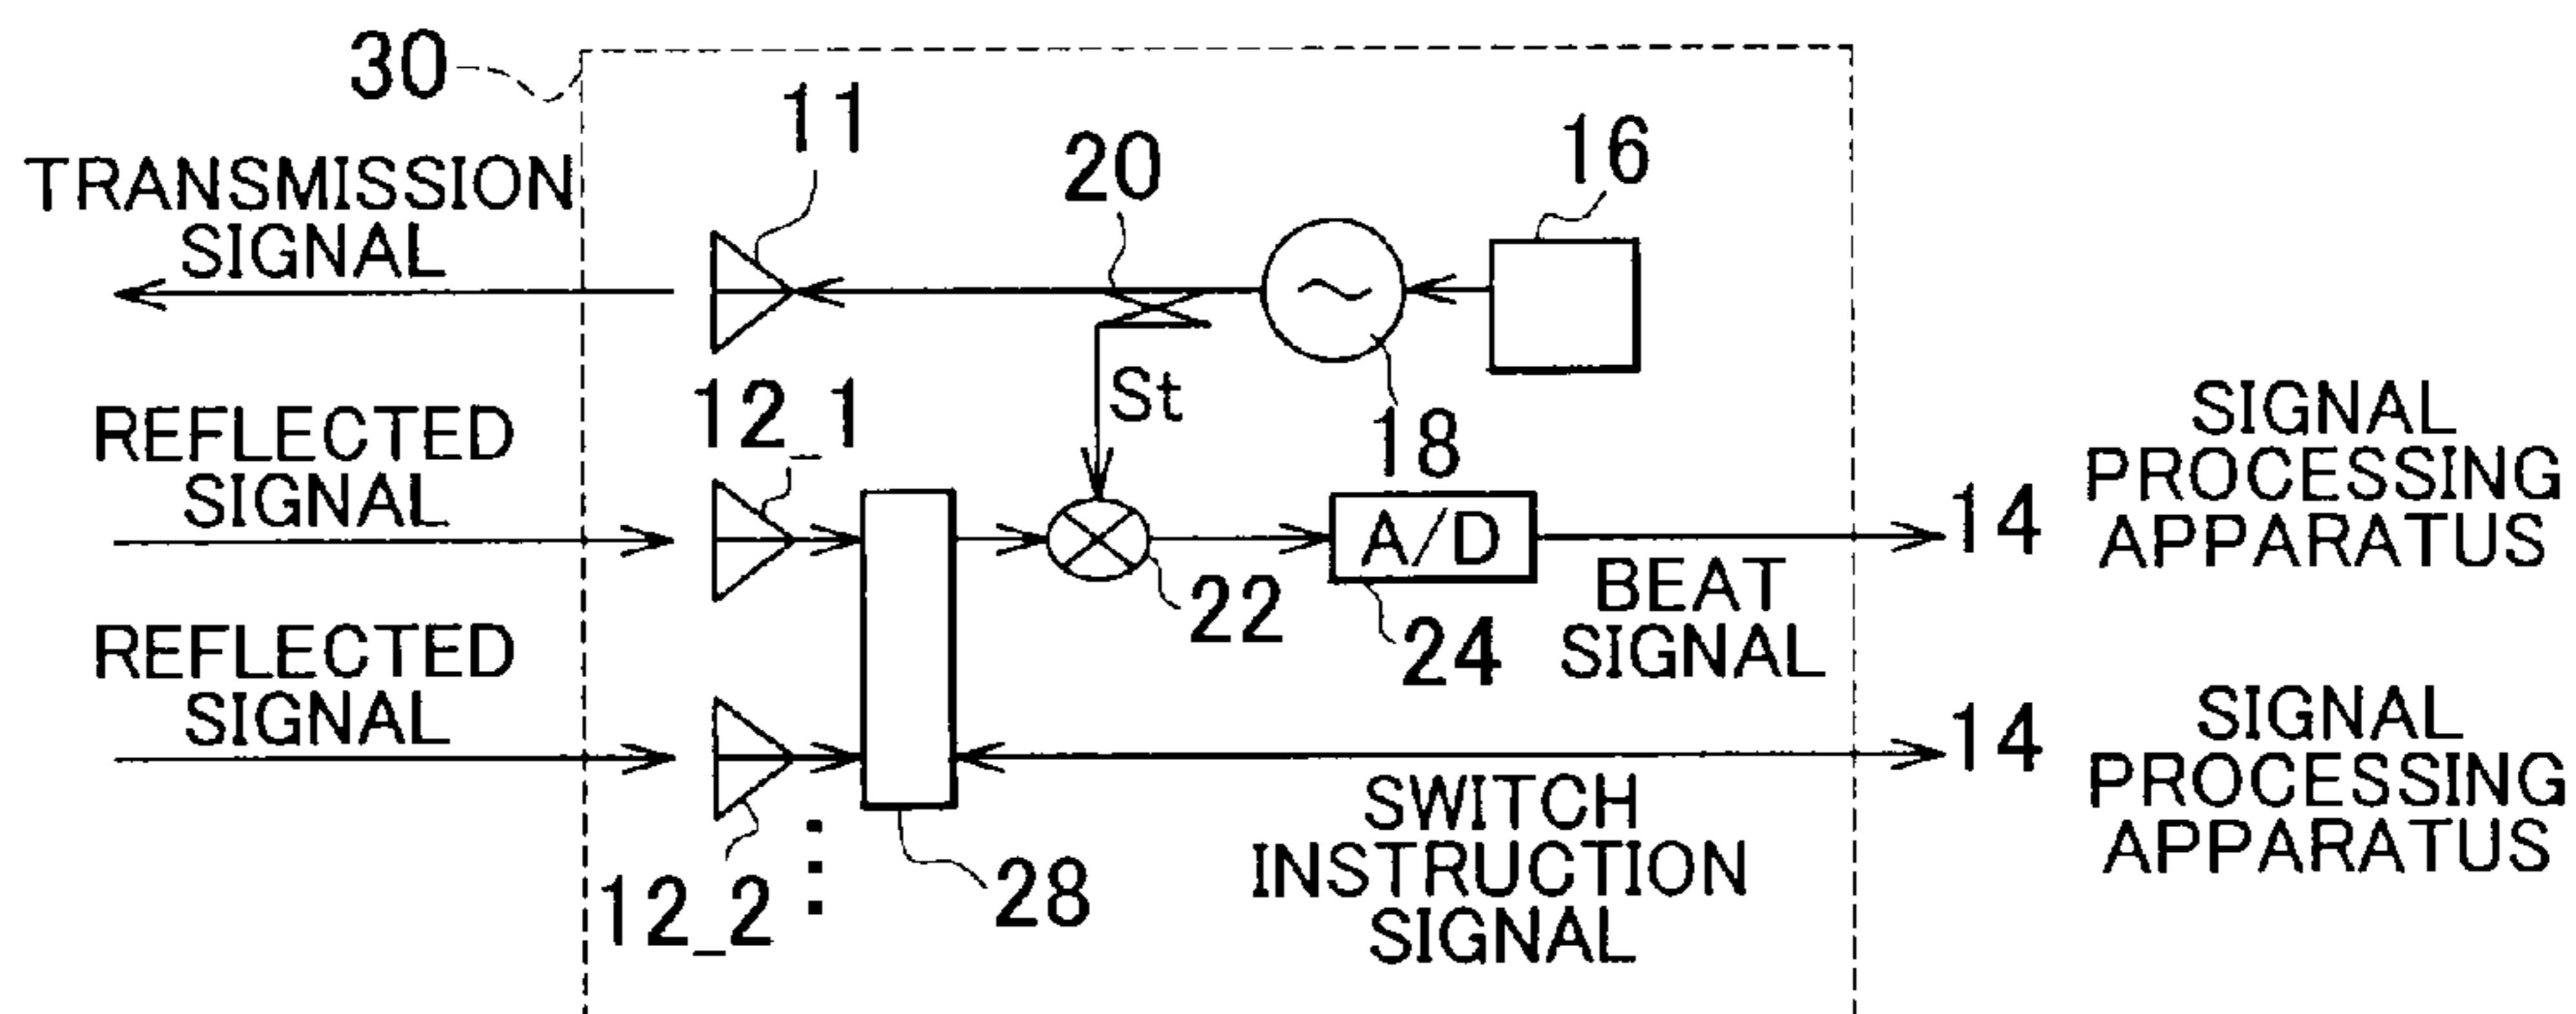 30
11
20
16
TRANSMISSION
SIGNAL
St
18
12_1
REFLECTED
SIGNAL
A/D
22
24
BEAT
SIGNAL
14
SIGNAL
PROCESSING
APPARATUS
REFLECTED
SIGNAL
12_2
28
SWITCH
INSTRUCTION
SIGNAL
14
SIGNAL
PROCESSING
APPARATUS